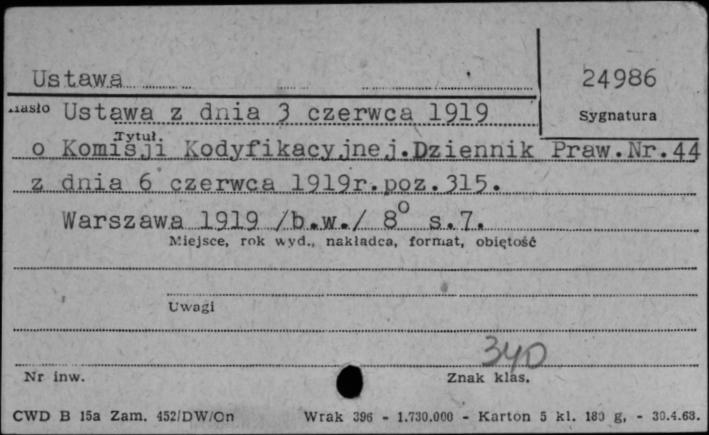 Ustawa
24986
Hasło Ustawa z dnia 3 czerwca 1919
Sygnatura
Tytuł
o Komisji Kodyfikacyjnej.Dziennik Praw.Nr.44
z dnia 6 czerwca 1919r.poz.315.
Warszawa 1919 /b.w./ 8° s.7.
Miejsce, rok wyd., nakładca, format, objętość
Uwagi
340
Nr inw.
Znak klas.
CWD B 15a Zam. 452/DW/Cn Wrak 396 - 1.730.000 - Karton 5 kl. 180 g, - 30.4.68.